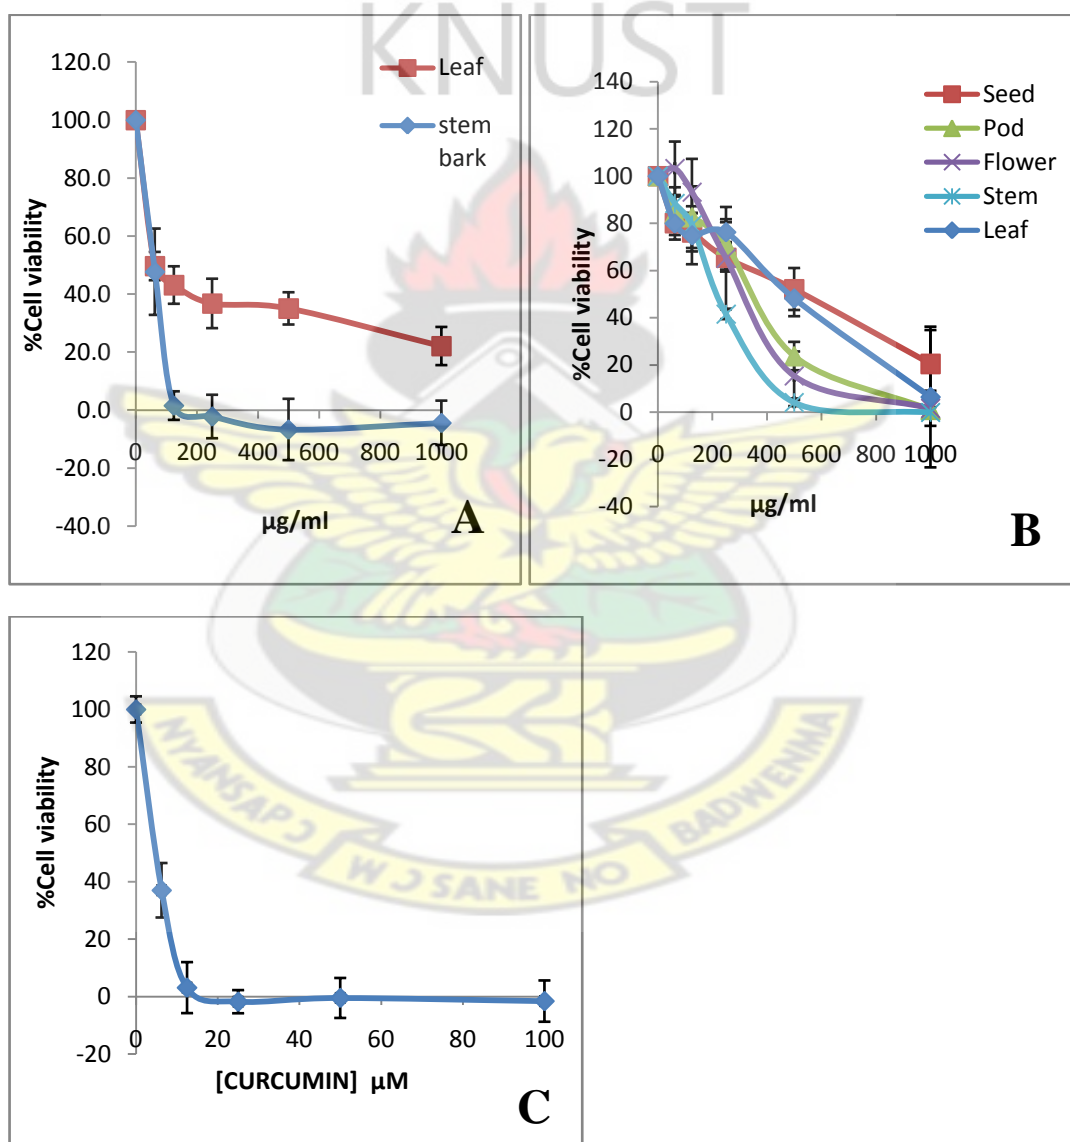 KNUST
120.0
100.0
80.0
60.0
40.0
20.0
0.0
-20.0
-40.0
0 200 400 600 800 1000
%Cell viability
µg/ml
Leaf
stem
bark
A
140
120
100
80
60
40
20
0
-20
-40
0 200 400 600 800 1000
%Cell viability
µg/ml
Seed
Pod
Flower
Stem
Leaf
B
120
100
80
60
40
20
0
-20
0 20 40 60 80 100
%Cell viability
[CURCUMIN] µM
C
NYANSAPƆ WƆ SANE NO BADWENMA